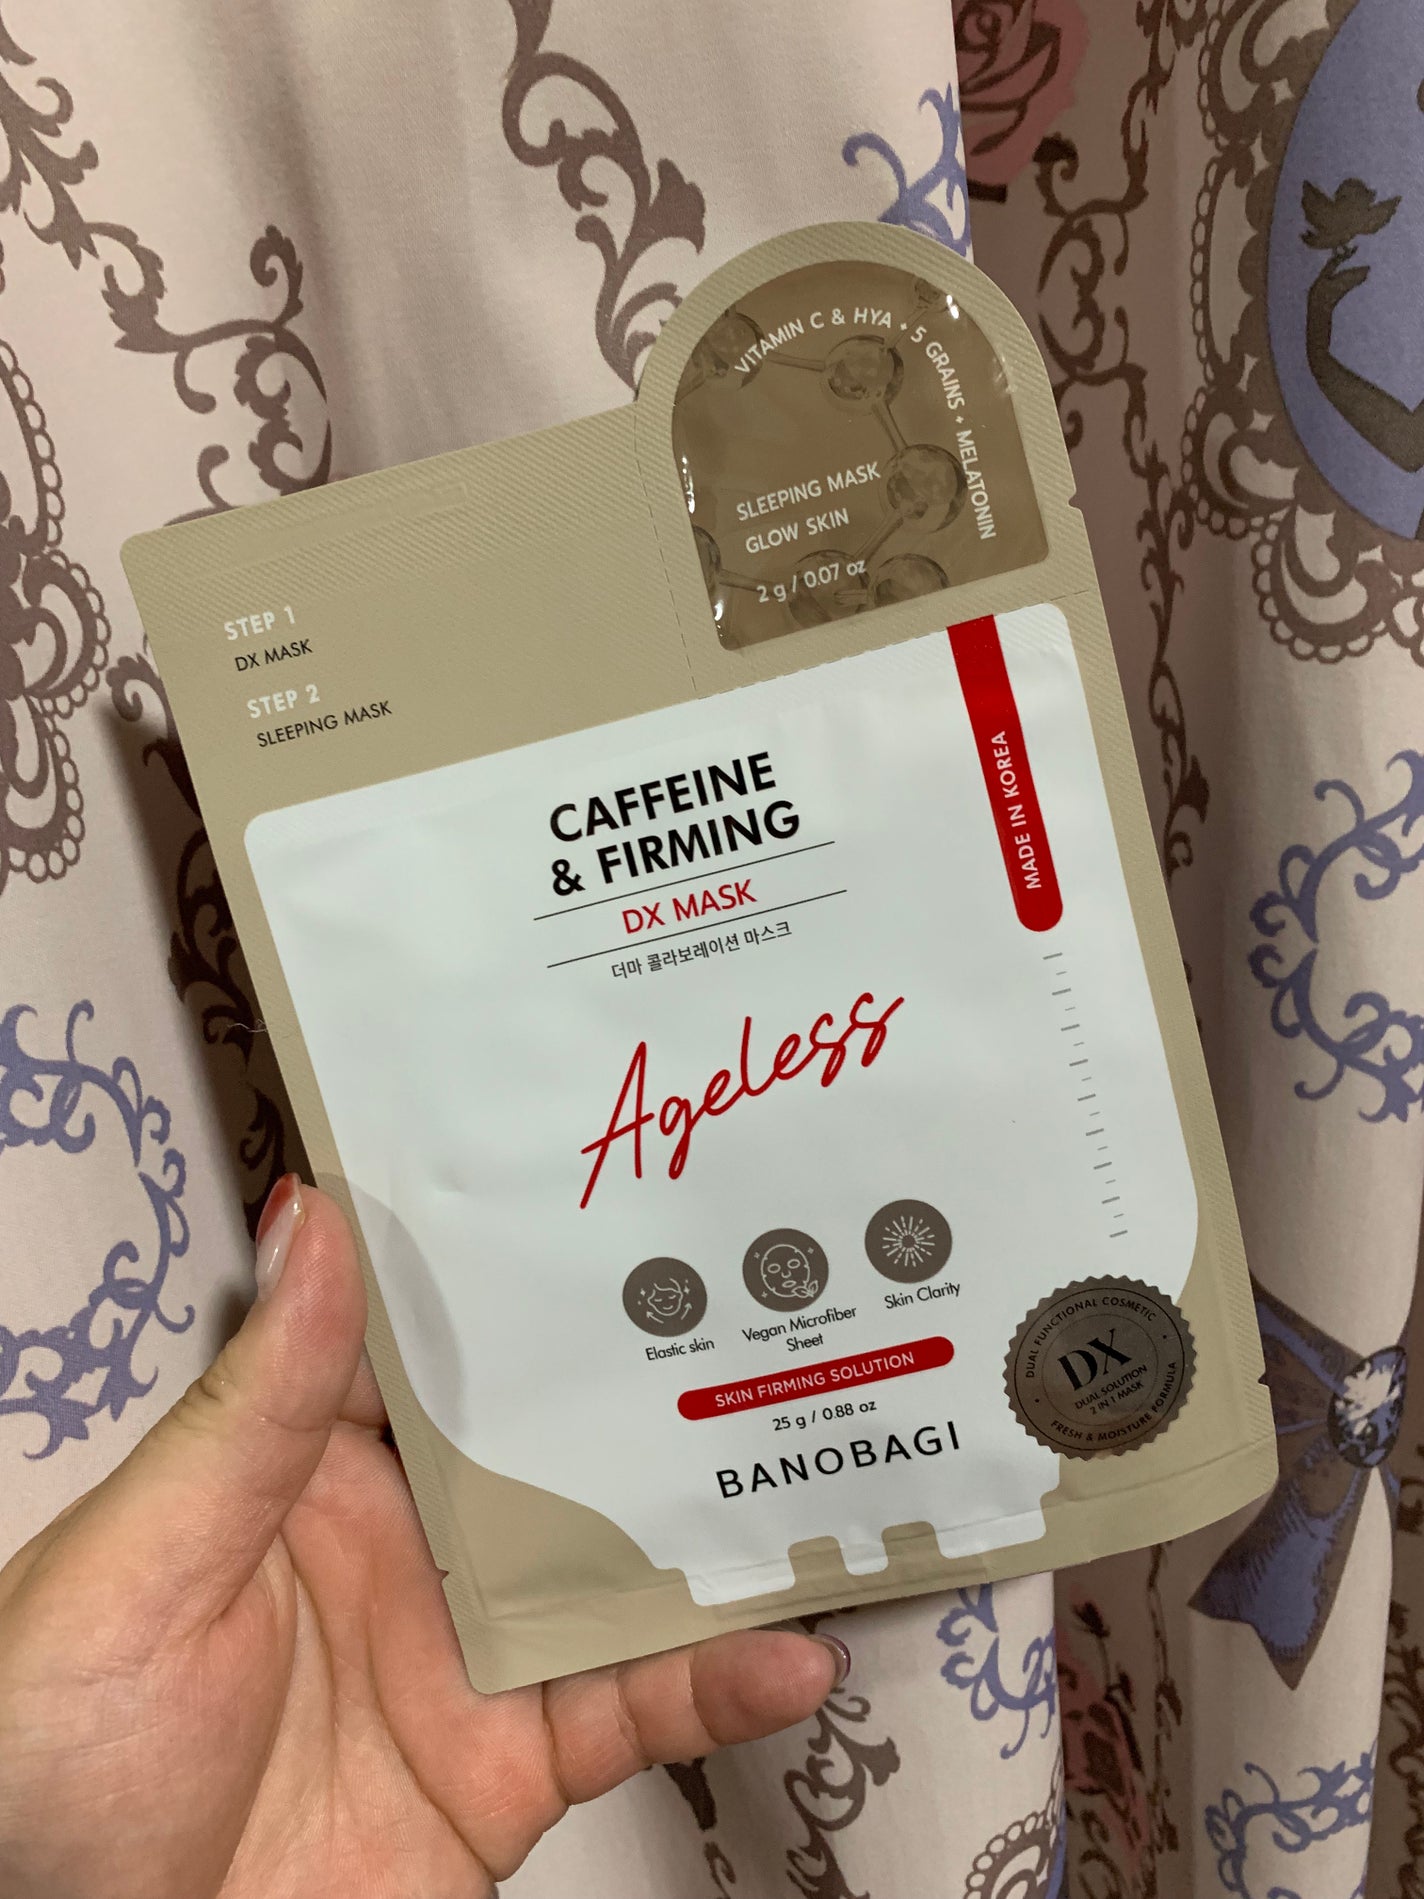 VITAMIN C & HYA + 5 GRAINS + MELATONIN
SLEEPING MASK
GLOW SKIN
2 g / 0.07 oz
STEP 1
DX MASK
STEP 2
SLEEPING MASK
MADE IN KOREA
CAFFEINE
& FIRMING
DX MASK
더마 콜라보레이션 마스크
Ageless
Elastic skin
Vegan Microfiber
Sheet
Skin Clarity
SKIN FIRMING SOLUTION
25 g / 0.88 oz
BANOBAGI
DUAL FUNCTIONAL COSMETIC
DX
DUAL SOLUTION
2 IN 1 MASK
FRESH & MOISTURE FORMULA